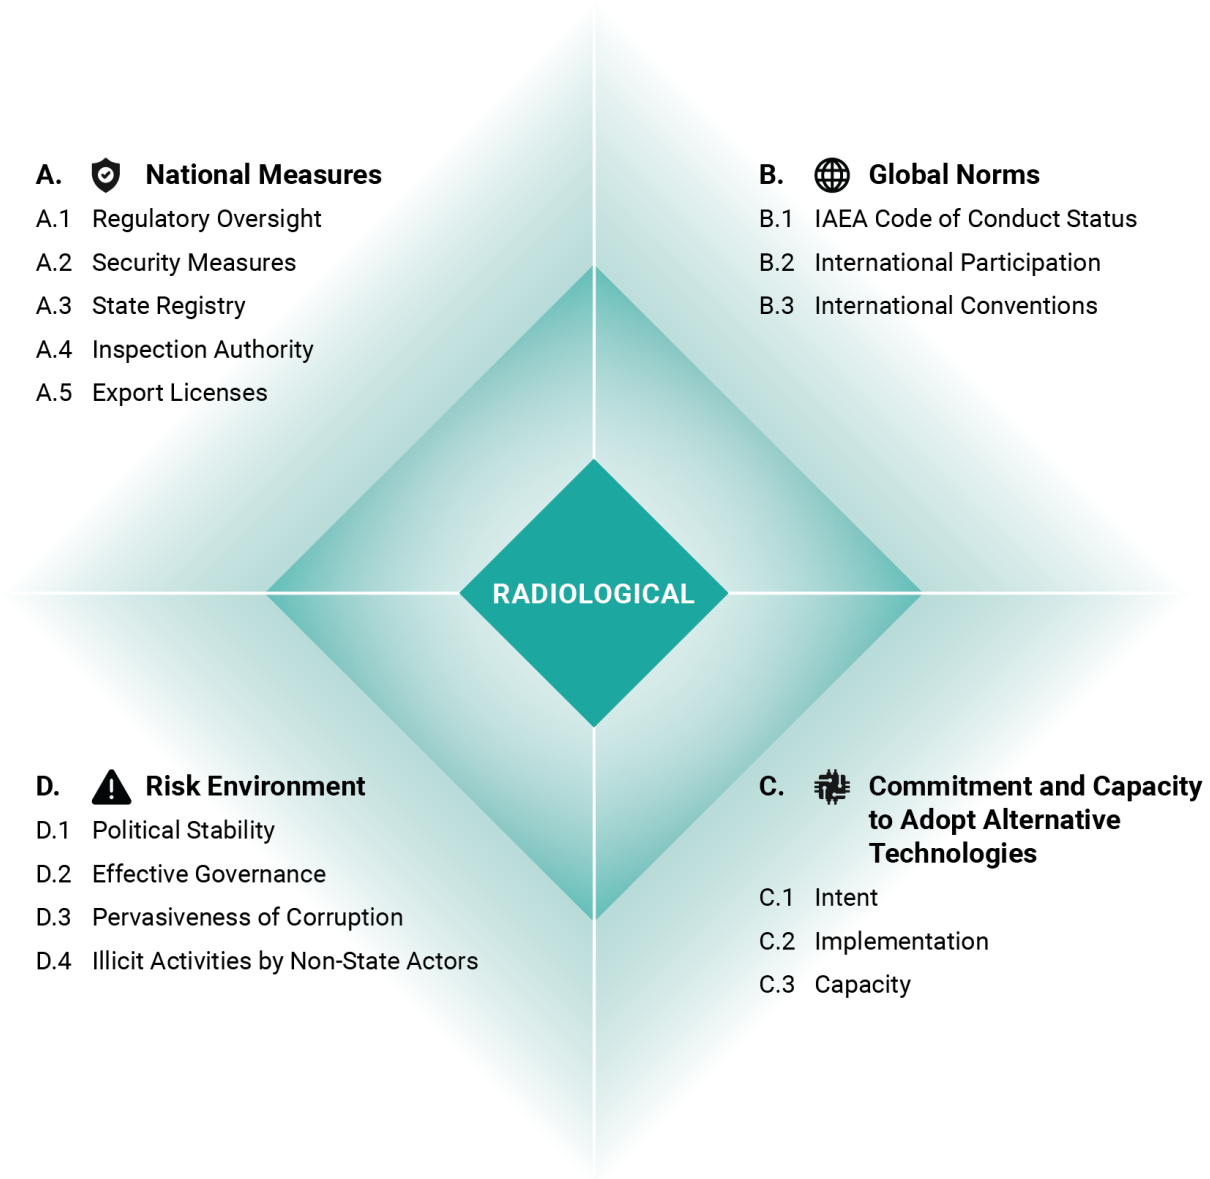 A. National Measures
A.1 Regulatory Oversight
A.2 Security Measures
A.3 State Registry
A.4 Inspection Authority
A.5 Export Licenses
B. Global Norms
B.1 IAEA Code of Conduct Status
B.2 International Participation
B.3 International Conventions
RADIOLOGICAL
D. Risk Environment
D.1 Political Stability
D.2 Effective Governance
D.3 Pervasiveness of Corruption
D.4 Illicit Activities by Non-State Actors
C. Commitment and Capacity
to Adopt Alternative
Technologies
C.1 Intent
C.2 Implementation
C.3 Capacity